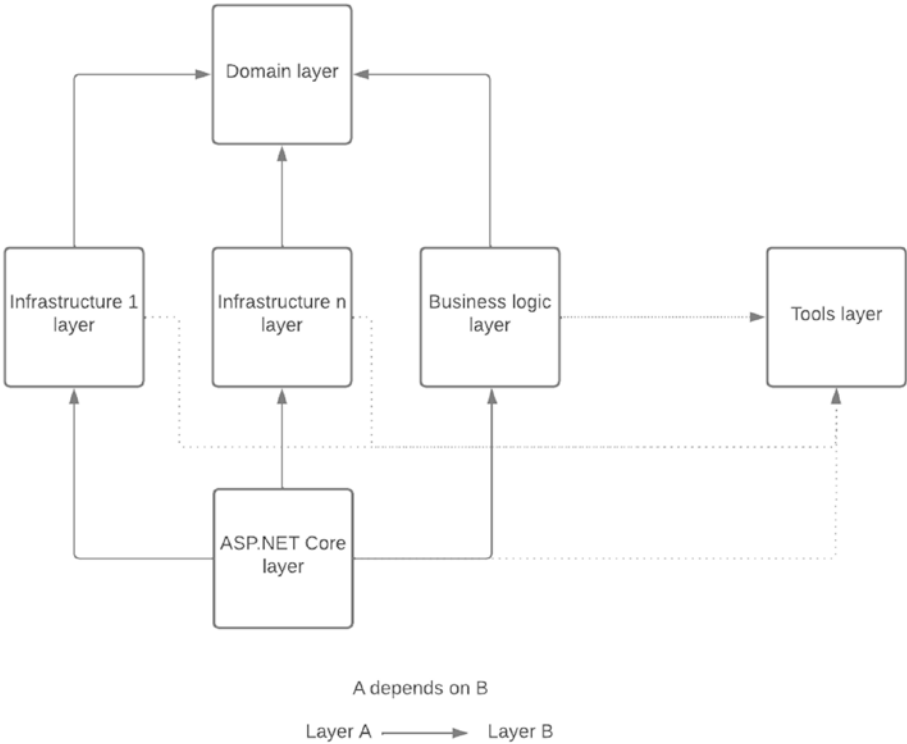 Domain layer
Infrastructure 1
layer
Infrastructure n
layer
Business logic
layer
Tools layer
ASP.NET Core
layer
A depends on B
Layer A
Layer B